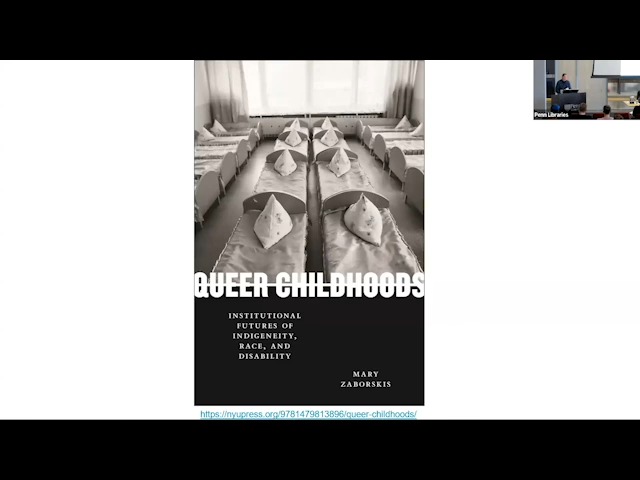 Penn Libraries
QUEER CHILDHOODS
INSTITUTIONAL
FUTURES OF
INDIGENEITY,
RACE, AND
DISABILITY
MARY
ZABORSKIS
https://nyupress.org/9781479813896/queer-childhoods/